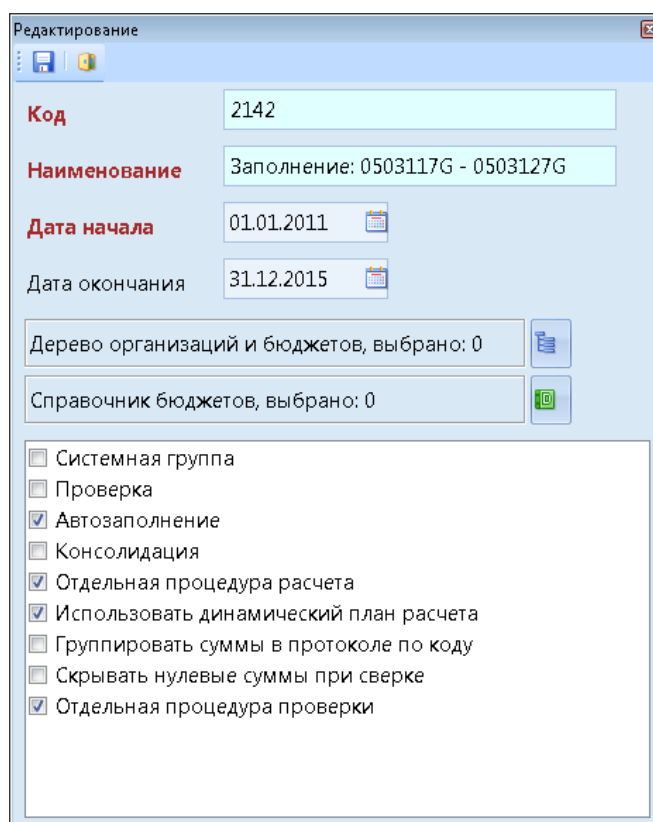 Редактирование
Код 2142
Наименование Заполнение: 0503117G - 0503127G
Дата начала 01.01.2011
Дата окончания 31.12.2015
Дерево организаций и бюджетов, выбрано: 0
Справочник бюджетов, выбрано: 0
Системная группа
Проверка
Автозаполнение
Консолидация
Отдельная процедура расчета
Использовать динамический план расчета
Группировать суммы в протоколе по коду
Скрывать нулевые суммы при сверке
Отдельная процедура проверки